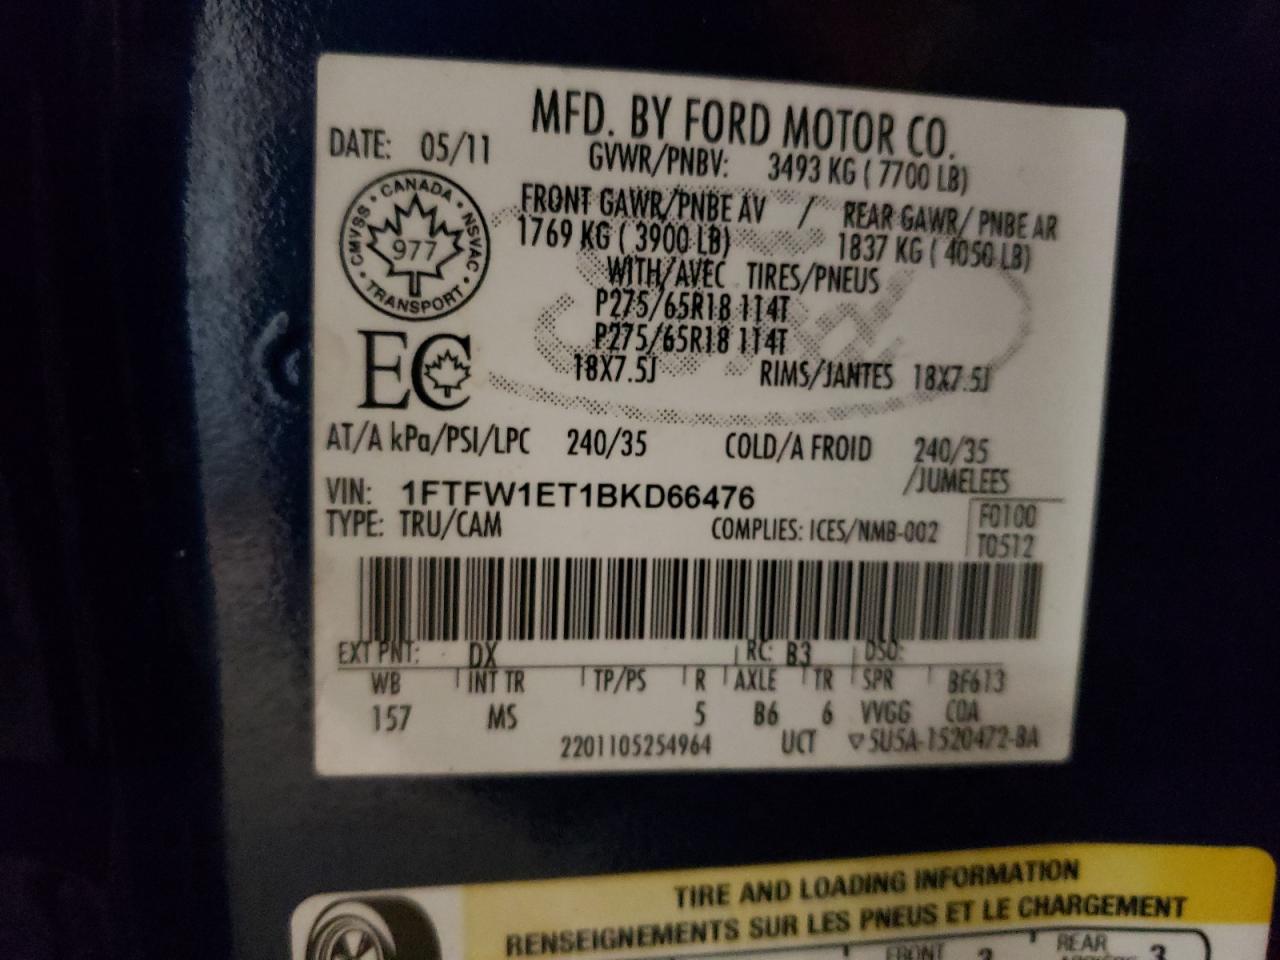 MFD. BY FORD MOTOR CO.
DATE: 05/11
GVWR/PNBV: 3493 KG ( 7700 LB)
CANADA
CMVSS NSVAC
977
TRANSPORT
FRONT GAWR/PNBE AV / REAR GAWR/ PNBE AR
1769 KG ( 3900 LB) 1837 KG ( 4050 LB)
WITH/AVEC TIRES/PNEUS
P275/65R18 114T
P275/65R18 114T
18X7.5J RIMS/JANTES 18X7.5J
EC
AT/A kPa/PSI/LPC 240/35 COLD/A FROID 240/35
/JUMELEES
VIN: 1FTFW1ET1BKD66476
TYPE: TRU/CAM COMPLIES: ICES/NMB-002
F0100
T0512
EXT PNT: DX RC: B3 DSO:
WB INT TR TP/PS R AXLE TR SPR BF613
157 MS 5 B6 6 VVGG COA
2201105254964 UCT ▽5U5A-1520472-BA
TIRE AND LOADING INFORMATION
RENSEIGNEMENTS SUR LES PNEUS ET LE CHARGEMENT
FRONT REAR